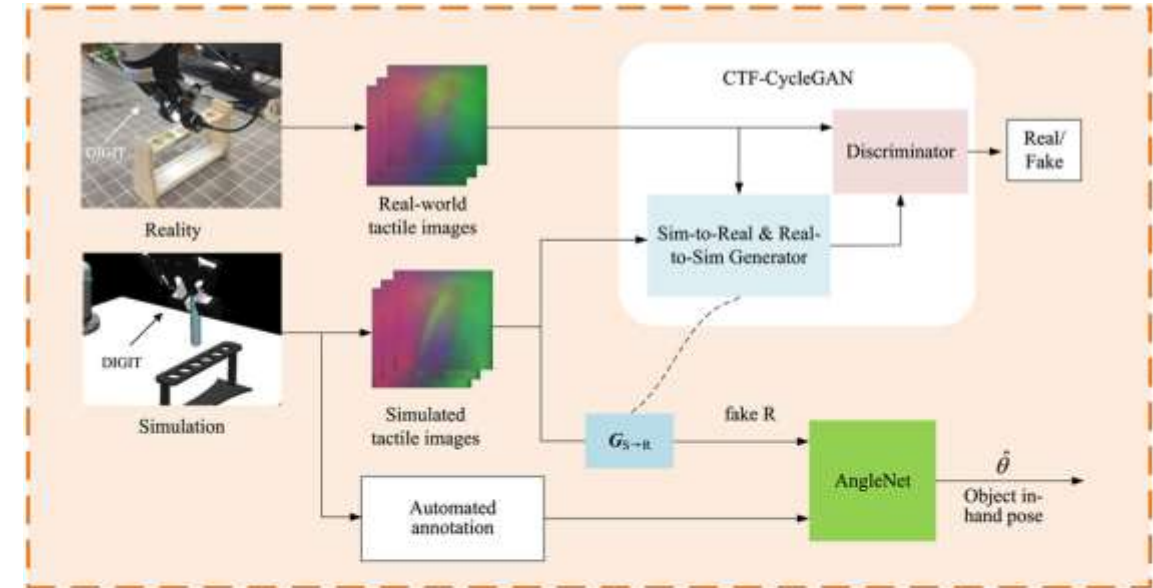 CTF-CycleGAN
DIGIT
Discriminator
Real/
Fake
Real-world
tactile images
Reality
Sim-to-Real & Real-
to-Sim Generator
DIGIT
Simulated
tactile images
Simulation
G S→R
fake R
AngleNet
θ̂
Object in-
hand pose
Automated
annotation